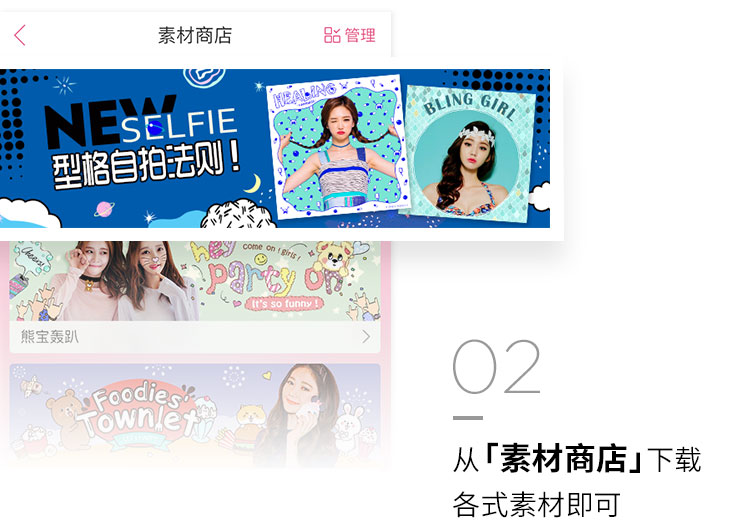 素材商店
管理
NEW
SELFIE
型格自拍法则！
HEALING
BLING GIRL
Cheers!
hey
come on ! girls !
Party on
It's so funny !
熊宝轰趴
Foodies'
Townlet
02
从「素材商店」下载
各式素材即可